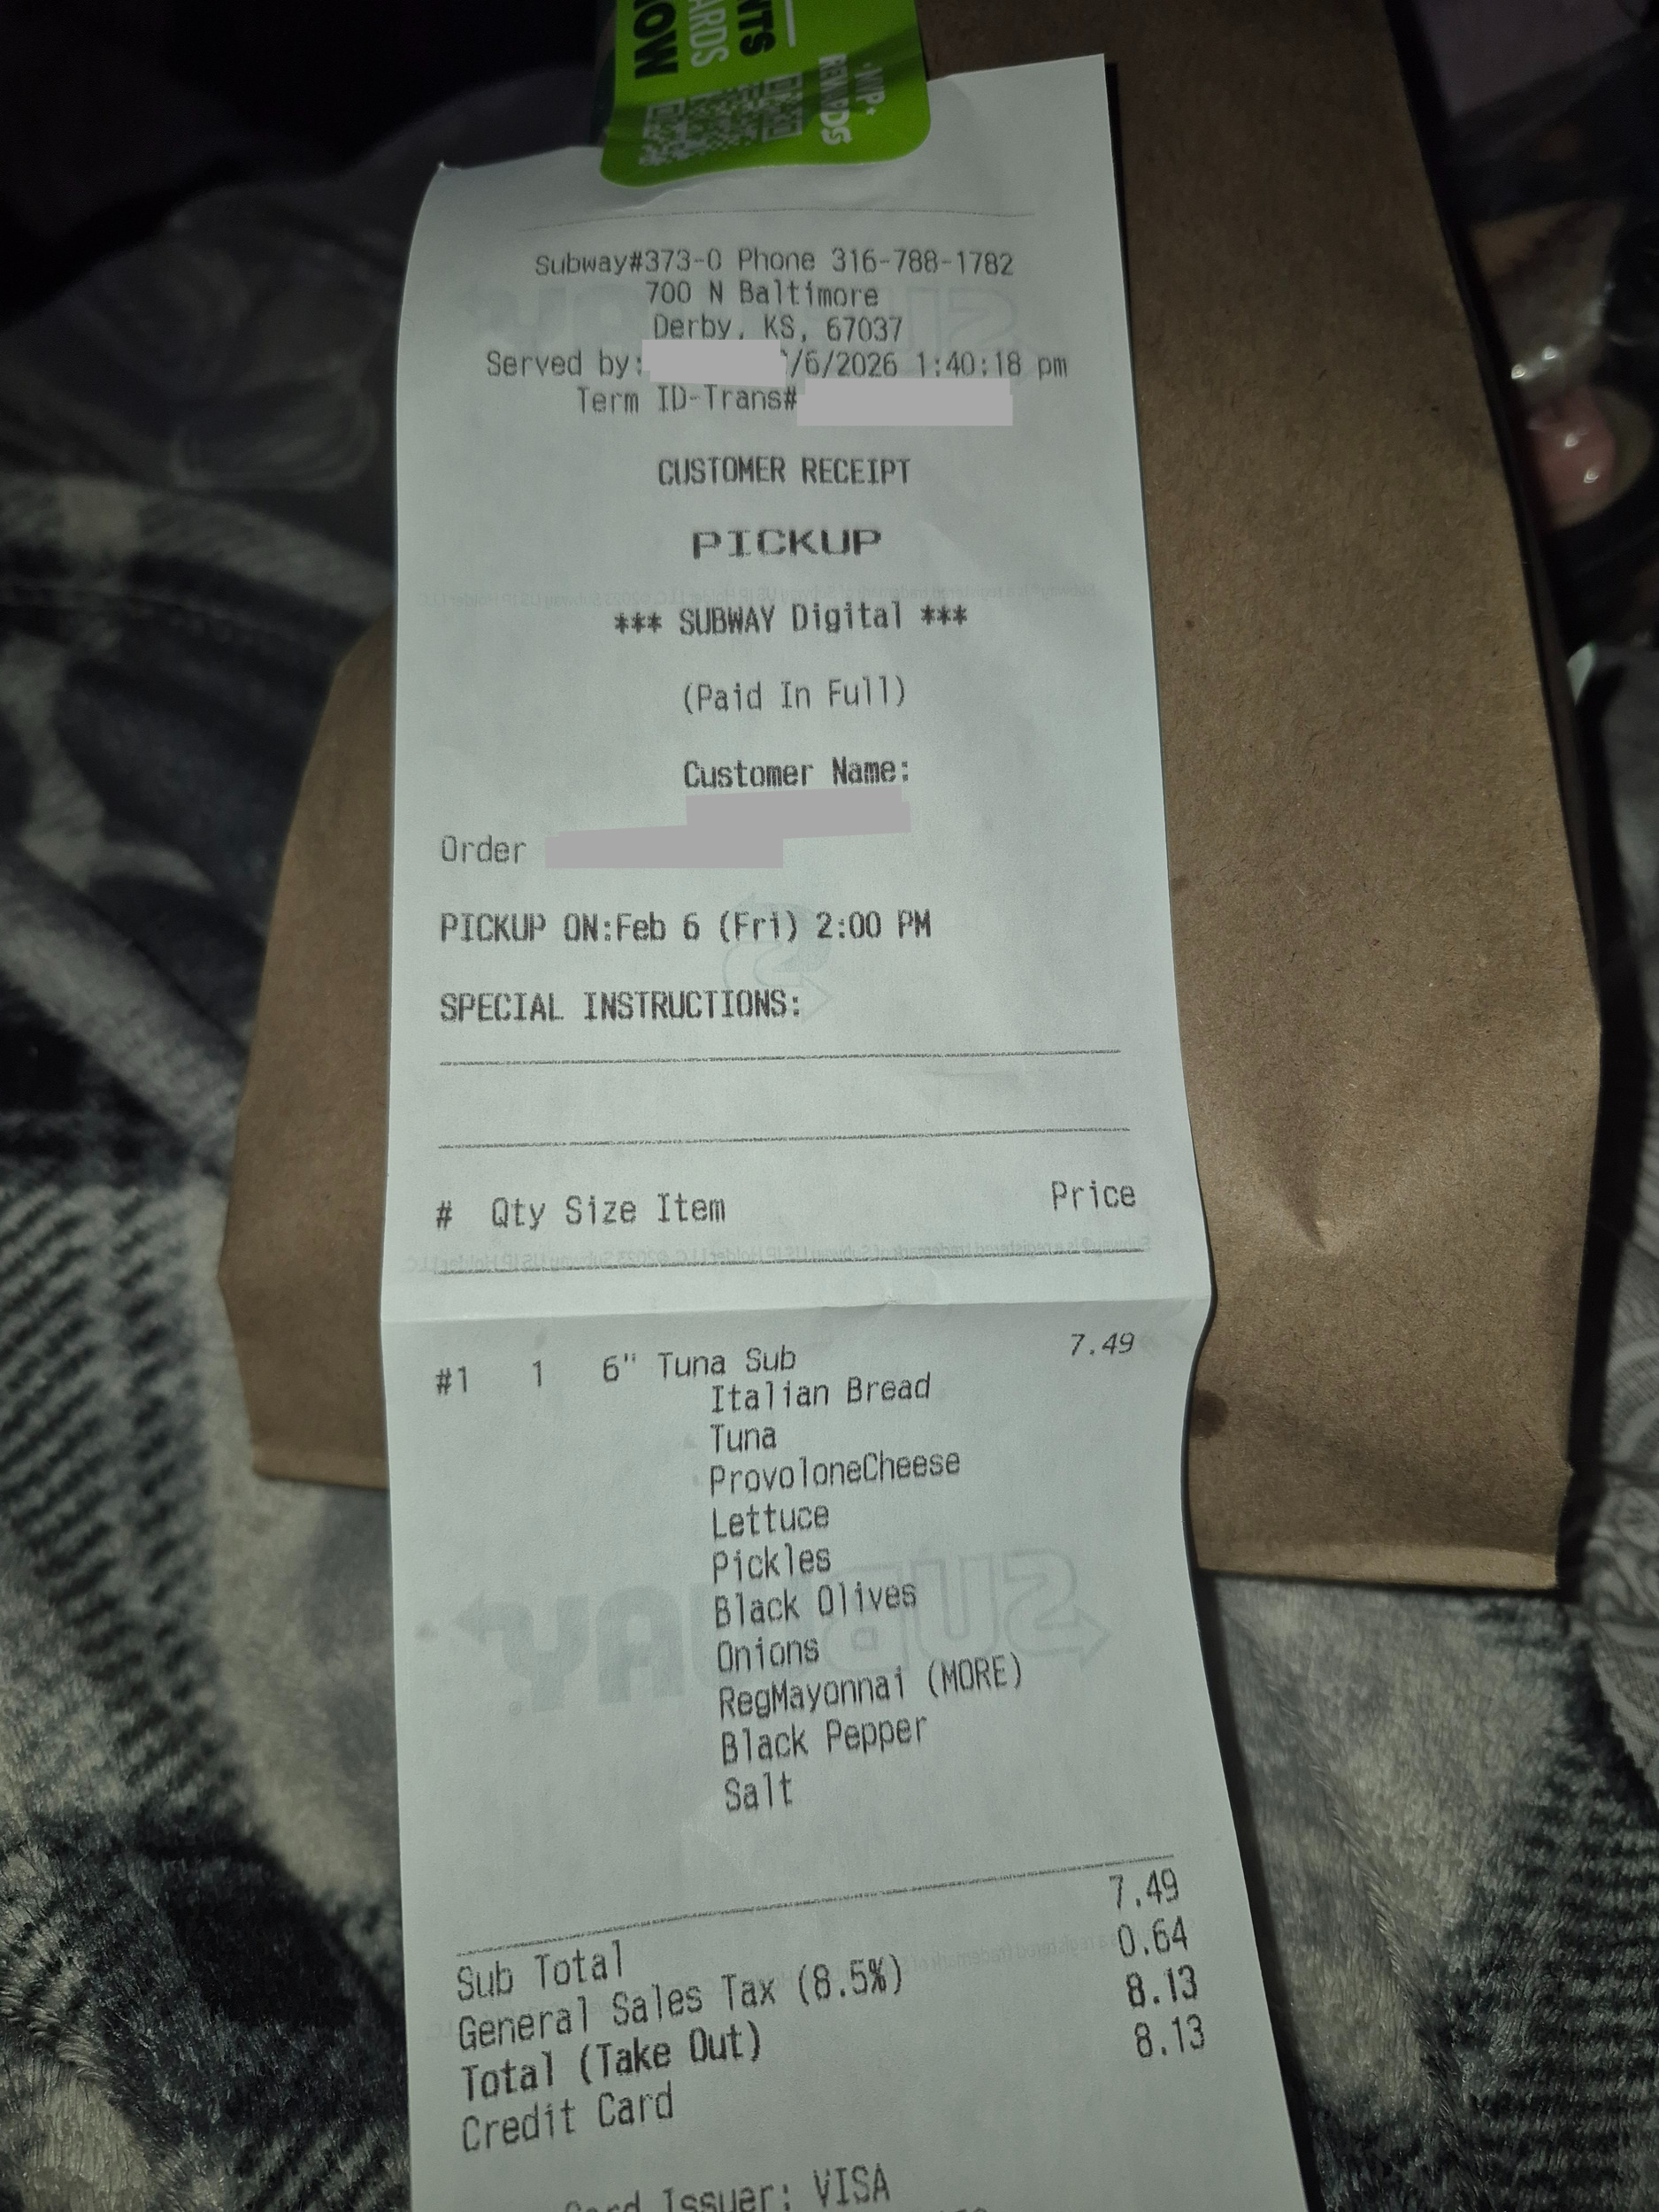 NTS
ARDS
NOW
REWARDS
Subway#373-0 Phone 316-788-1782
700 N Baltimore
Derby, KS, 67037
Served by: /6/2026 1:40:18 pm
Term ID-Trans#
CUSTOMER RECEIPT
PICKUP
*** SUBWAY Digital ***
(Paid In Full)
Customer Name:
Order
PICKUP ON:Feb 6 (Fri) 2:00 PM
SPECIAL INSTRUCTIONS:
# Qty Size Item Price
#1 1 6" Tuna Sub 7.49
Italian Bread
Tuna
ProvoloneCheese
Lettuce
Pickles
Black Olives
Onions
RegMayonnai (MORE)
Black Pepper
Salt
Sub Total 7.49
General Sales Tax (8.5%) 0.64
Total (Take Out) 8.13
Credit Card 8.13
Card Issuer: VISA